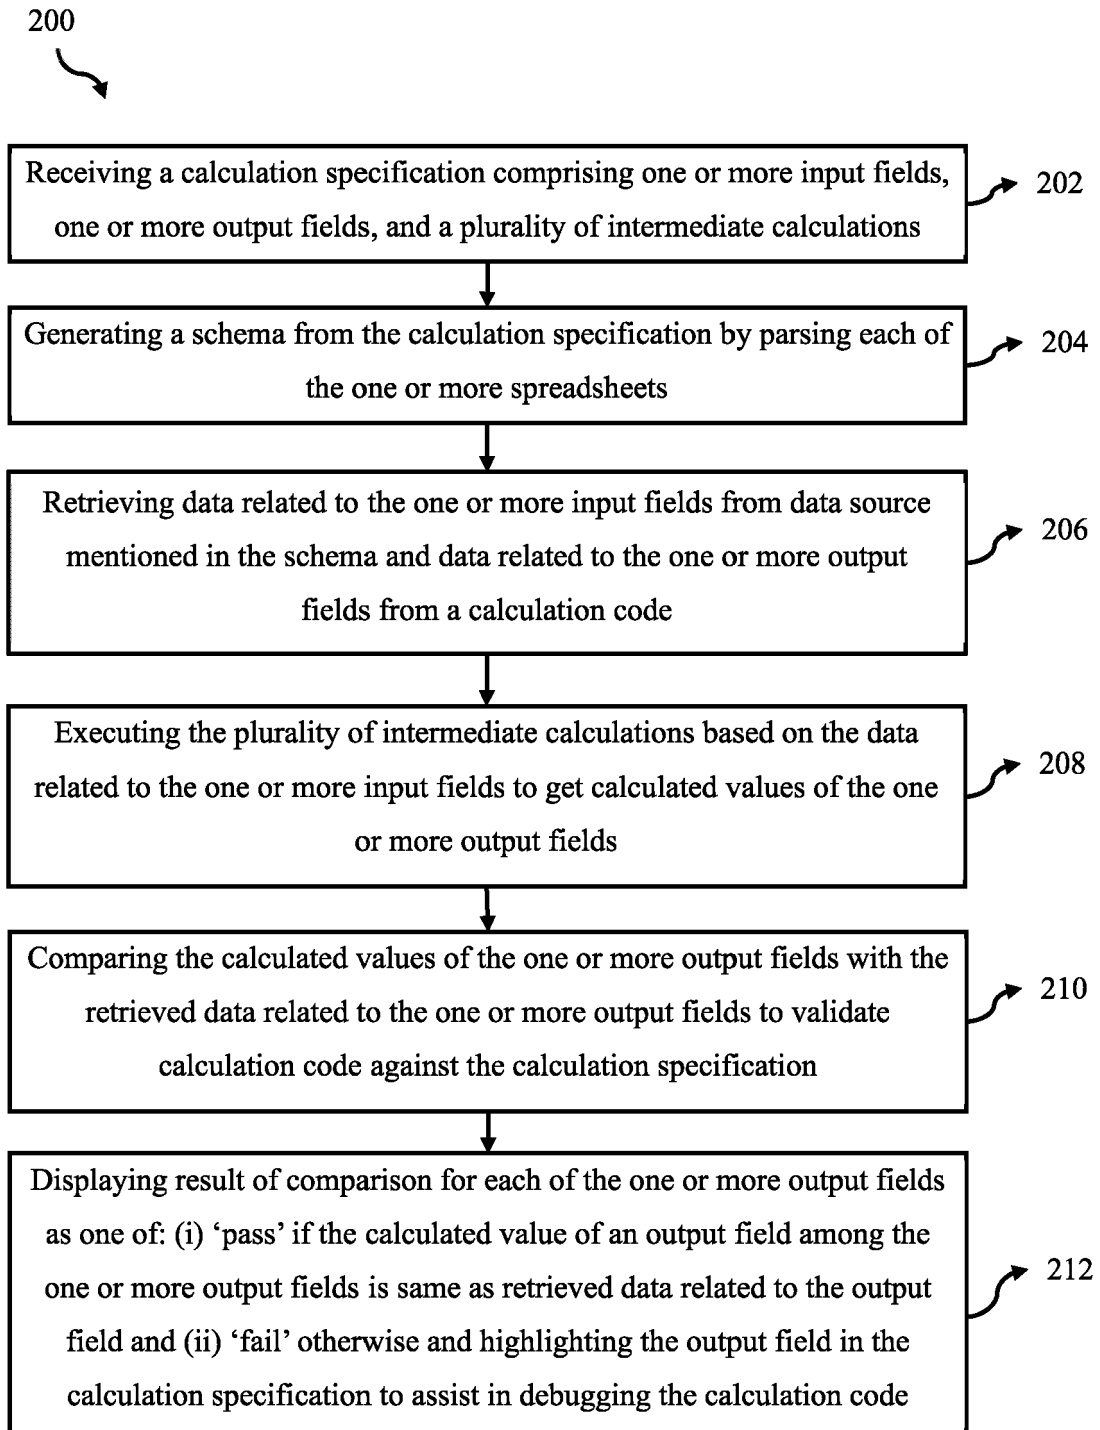 200
Receiving a calculation specification comprising one or more input fields,
one or more output fields, and a plurality of intermediate calculations
202
Generating a schema from the calculation specification by parsing each of
the one or more spreadsheets
204
Retrieving data related to the one or more input fields from data source
mentioned in the schema and data related to the one or more output
fields from a calculation code
206
Executing the plurality of intermediate calculations based on the data
related to the one or more input fields to get calculated values of the one
or more output fields
208
Comparing the calculated values of the one or more output fields with the
retrieved data related to the one or more output fields to validate
calculation code against the calculation specification
210
Displaying result of comparison for each of the one or more output fields
as one of: (i) ‘pass’ if the calculated value of an output field among the
one or more output fields is same as retrieved data related to the output
field and (ii) ‘fail’ otherwise and highlighting the output field in the
calculation specification to assist in debugging the calculation code
212